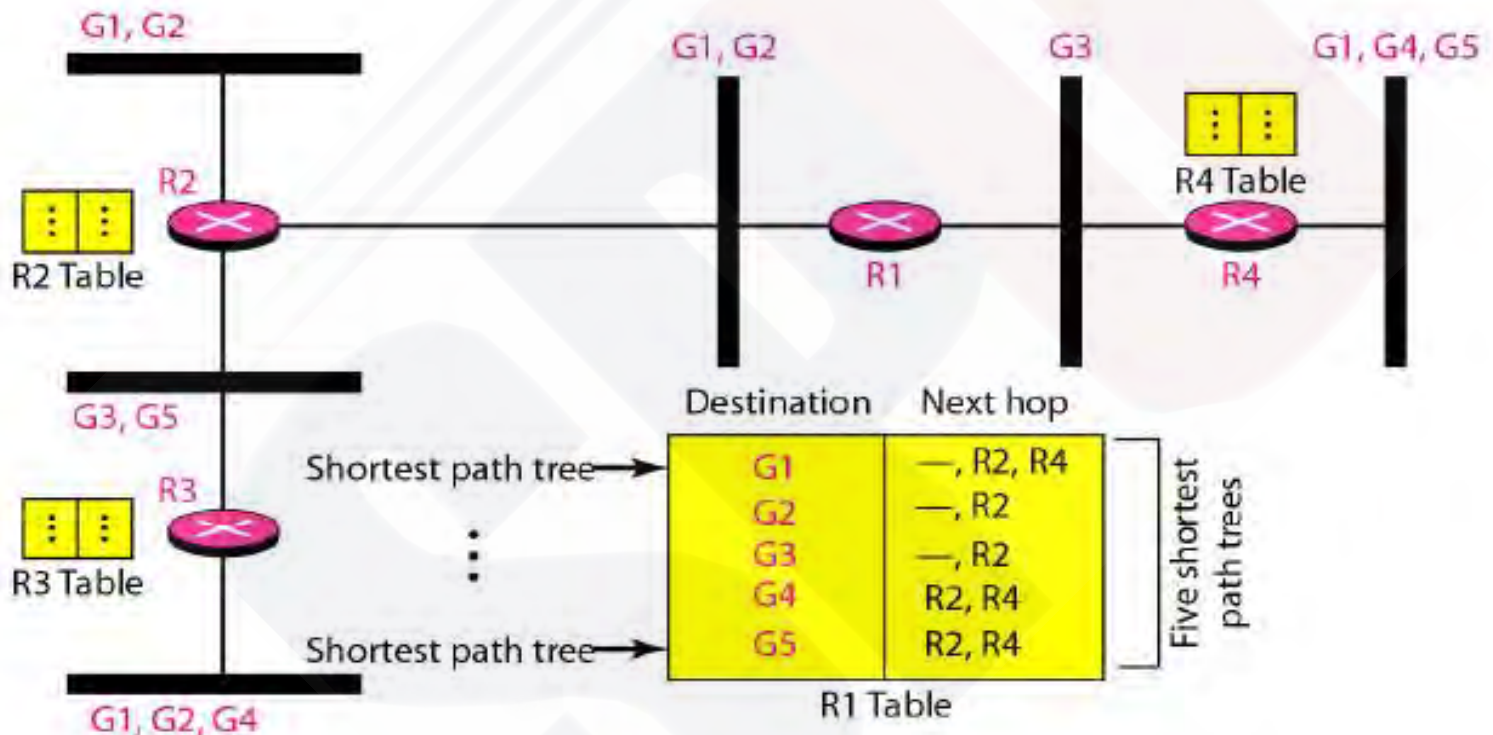 G1, G2
G1, G2
G3
G1, G4, G5
R2
R2 Table
R1
R4 Table
R4
G3, G5
R3
R3 Table
G1, G2, G4
Destination Next hop
Shortest path tree
G1 —, R2, R4
G2 —, R2
G3 —, R2
G4 R2, R4
Shortest path tree
G5 R2, R4
R1 Table
Five shortest
path trees